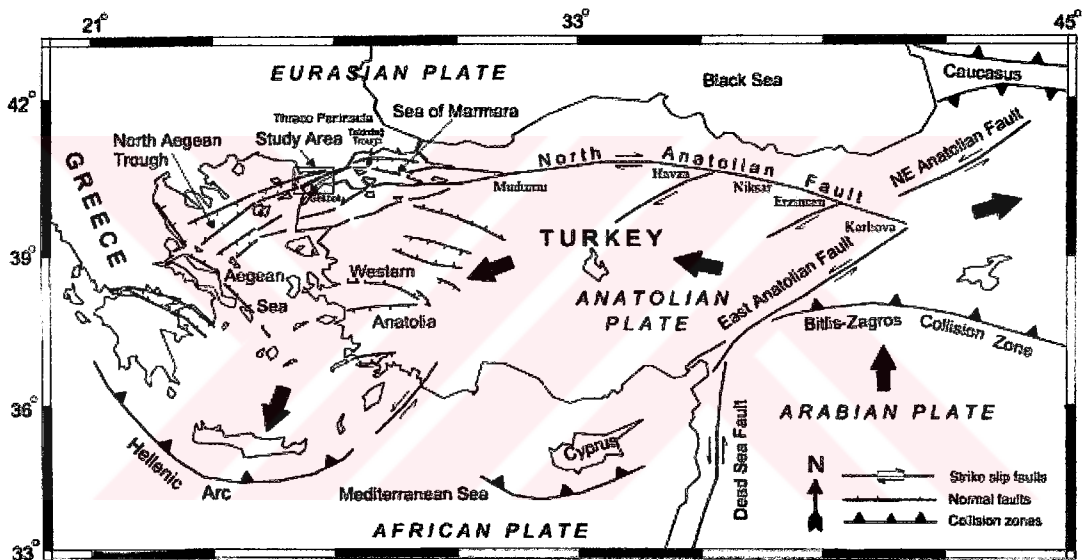 21°
33°
45°
42°
39°
36°
33°
EURASIAN PLATE
Black Sea
Caucasus
Thrace Peninsula
Sea of Marmara
North Aegean
Trough
Study Area
Trough
GREECE
North Anatolian Fault
NE Anatolian Fault
Mudurnu
Havza
Niksar
Erzincan
Karlıova
TURKEY
Aegean
Sea
Western
Anatolia
ANATOLIAN
PLATE
East Anatolian Fault
Bitlis-Zagros Collision Zone
ARABIAN PLATE
Dead Sea Fault
Hellenic
Arc
Cyprus
Mediterranean Sea
AFRICAN PLATE
N
Strike slip faults
Normal faults
Collision zones